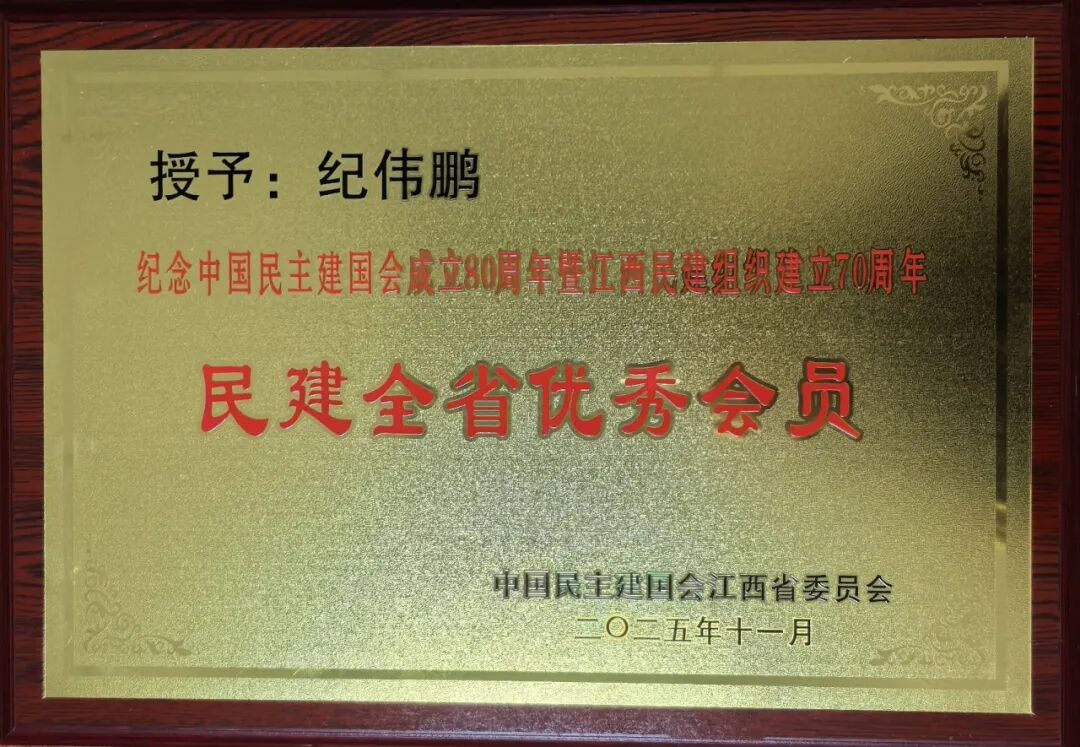 授予：纪伟鹏
纪念中国民主建国会成立80周年暨江西民建组织建立70周年
民建全省优秀会员
中国民主建国会江西省委员会
二〇二五年十一月